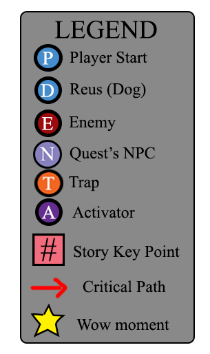 LEGEND
P Player Start
D Reus (Dog)
E Enemy
N Quest's NPC
T Trap
A Activator
# Story Key Point
Critical Path
Wow moment